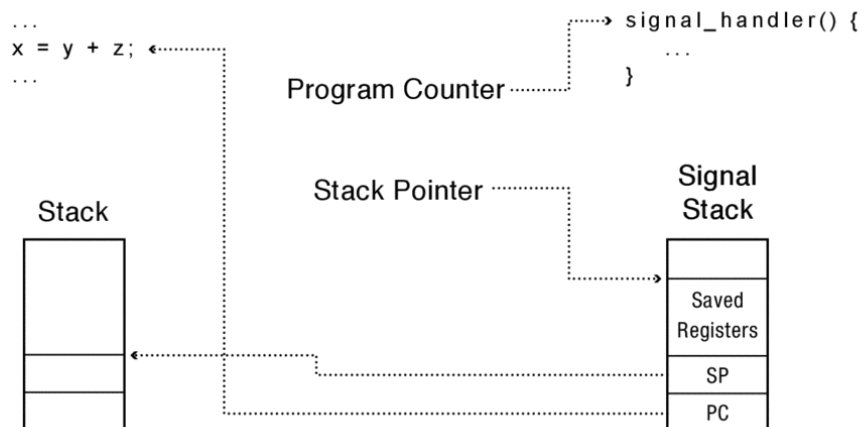 ...
x = y + z;
...
signal_handler() {
...
}
Program Counter
Stack Pointer
Signal
Stack
Stack
Saved
Registers
SP
PC